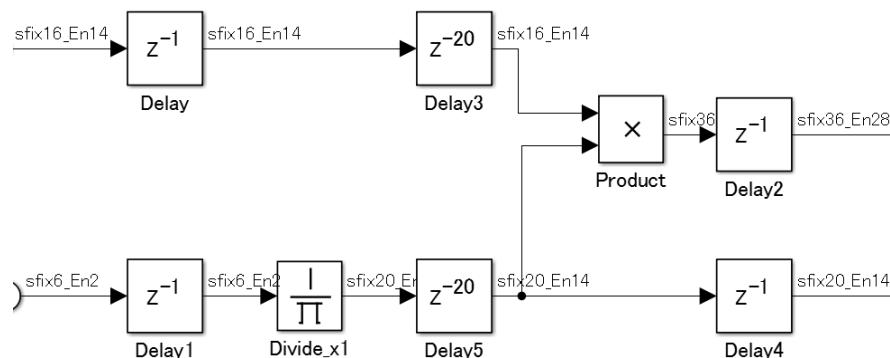 sfix16_En14
z-1
sfix16_En14
z-20
sfix16_En14
Delay
Delay3
×
sfix36
z-1
sfix36_En28
Product
Delay2
sfix6_En2
z-1
sfix6_En2
1
∏
sfix20_En
z-20
sfix20_En14
z-1
sfix20_En14
Delay1
Divide_x1
Delay5
Delay4